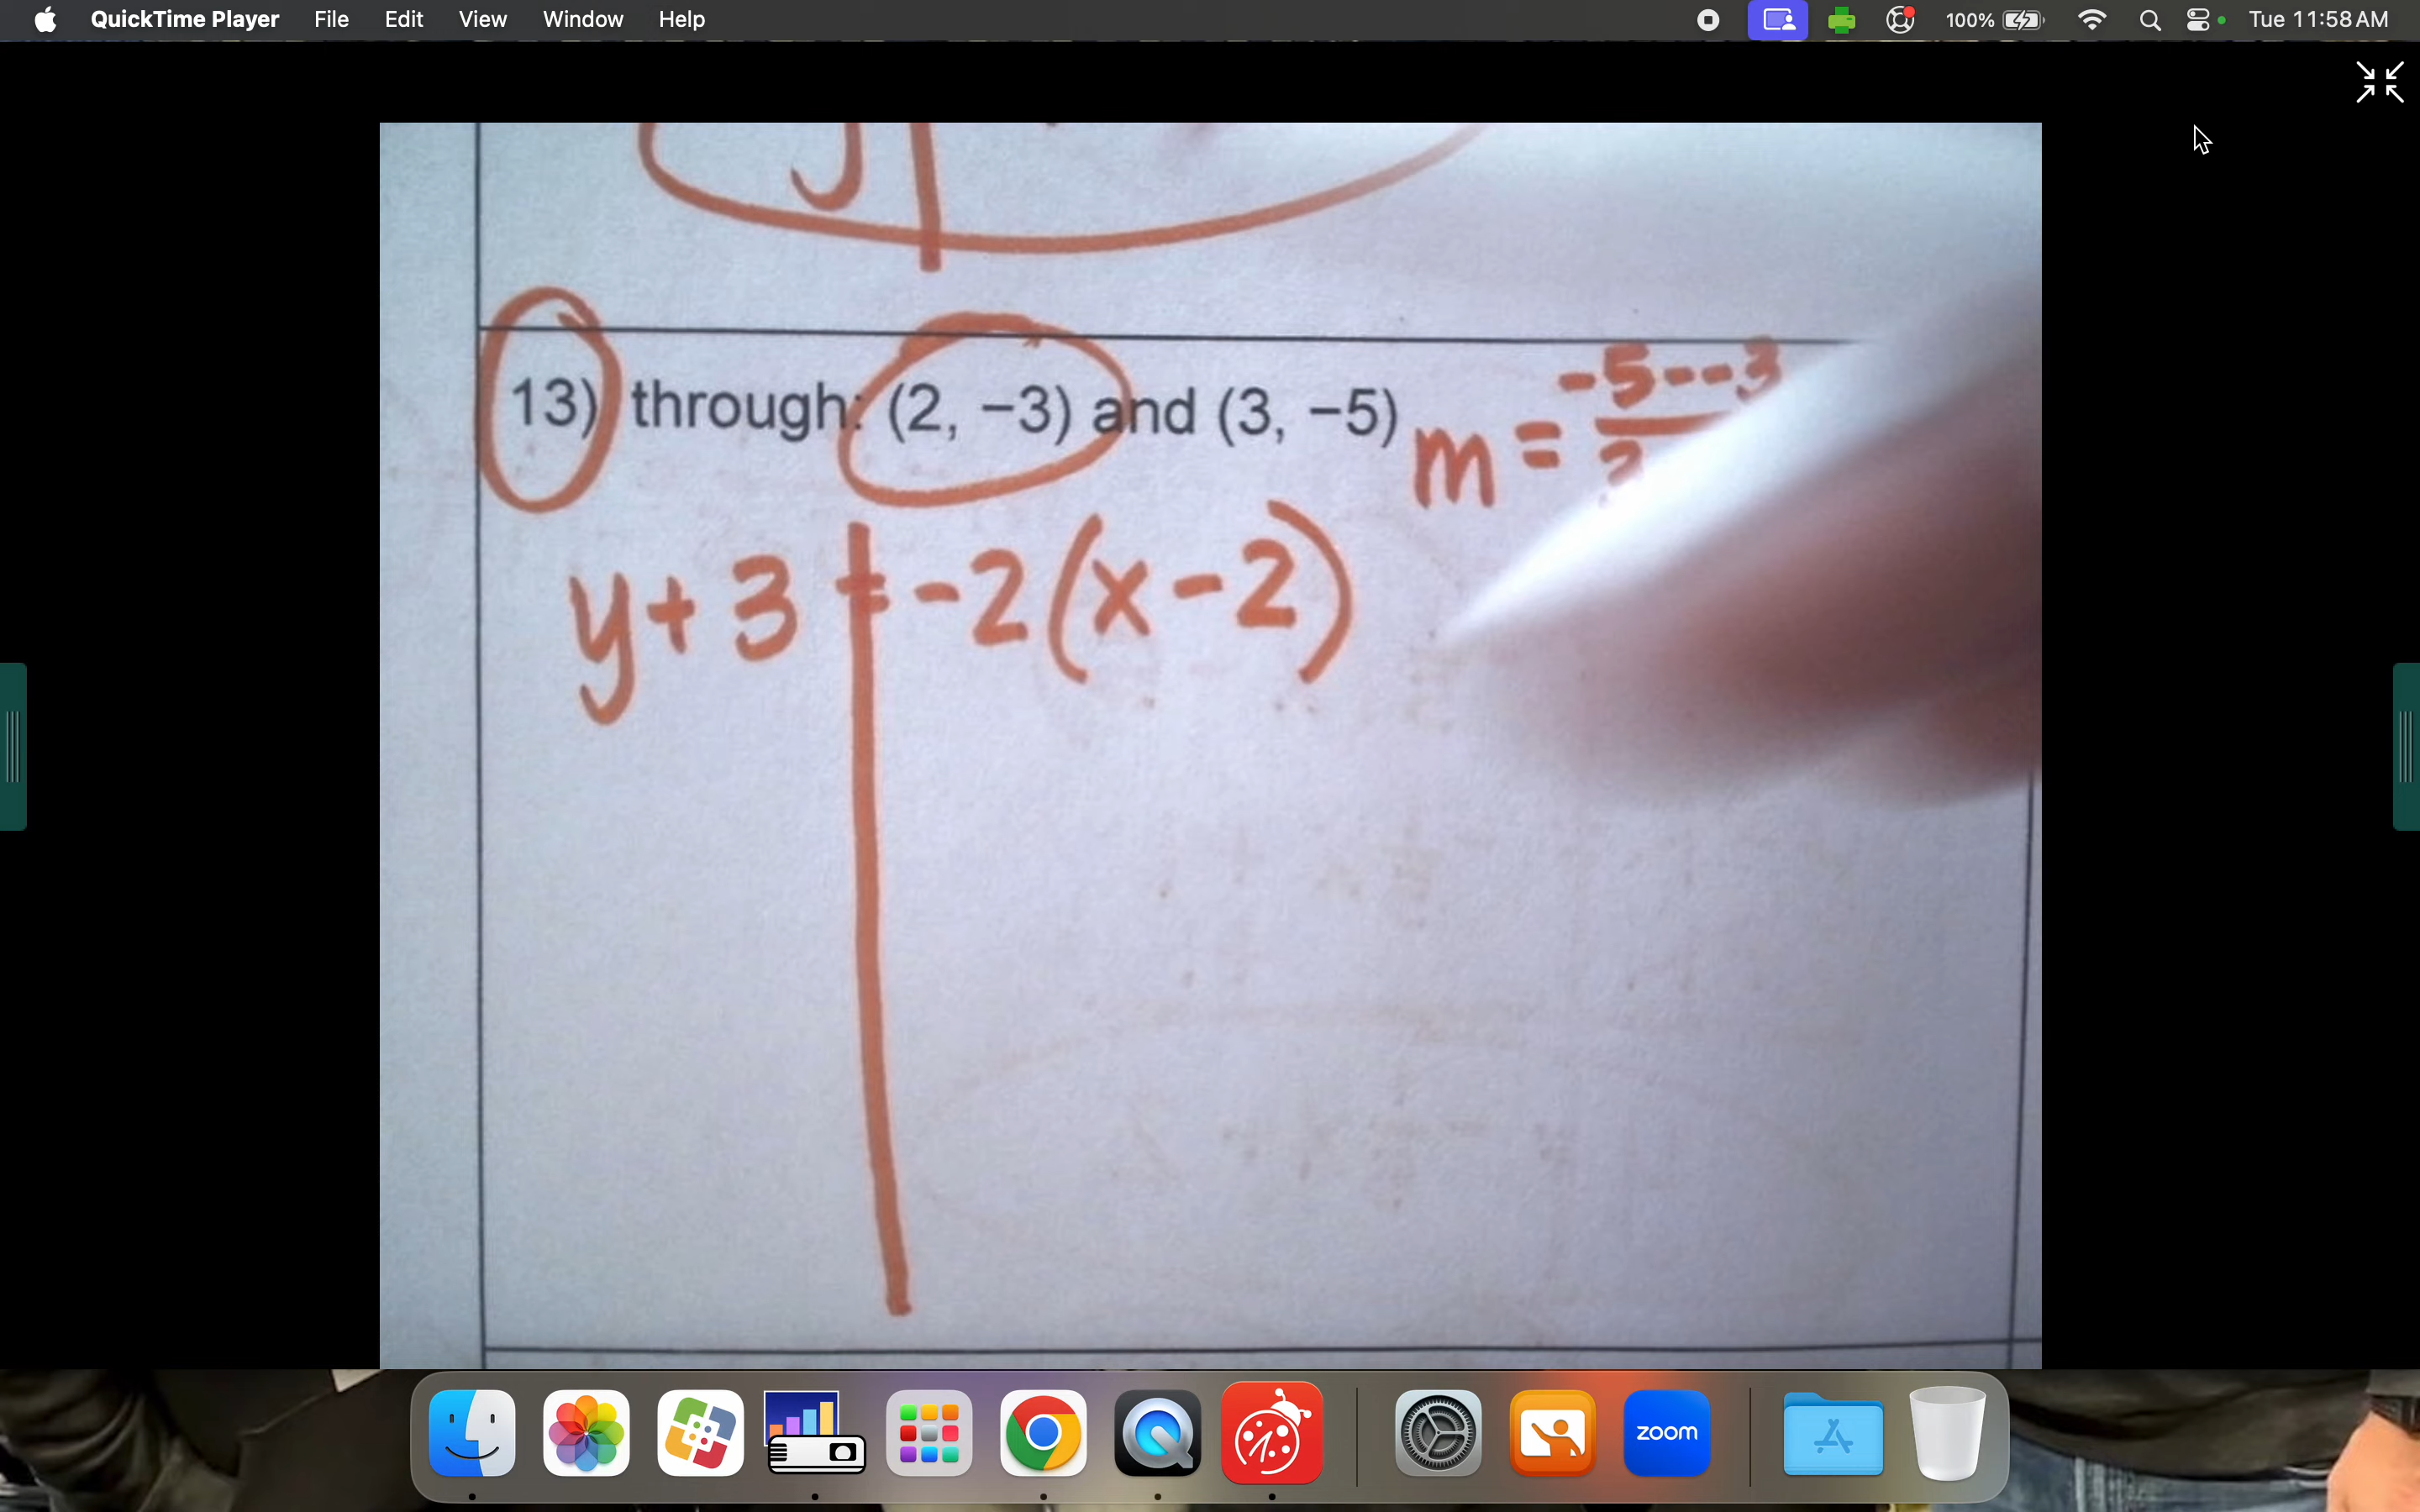 QuickTime Player File Edit View Window Help 100% Tue 11:58 AM
13) through: (2, −3) and (3, −5)
-5--3
m =
y+3 = -2(x-2)
zoom